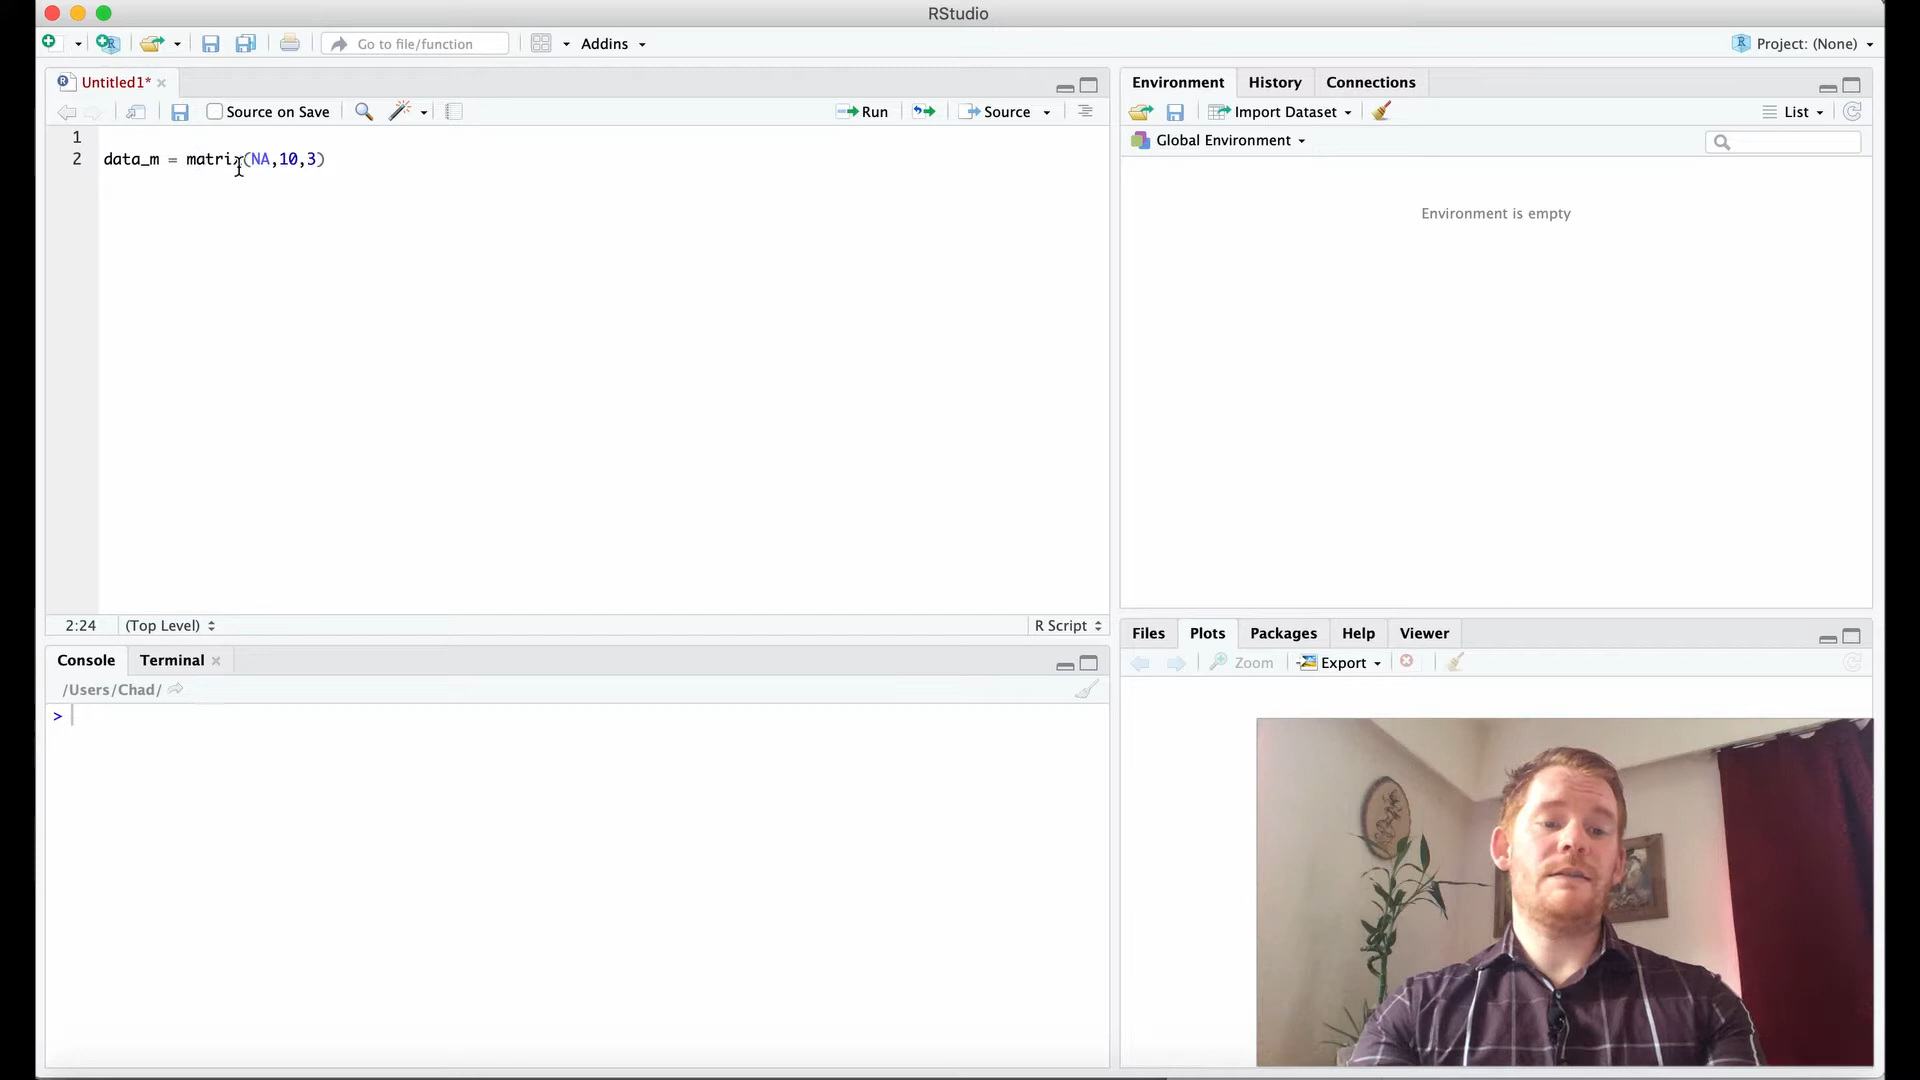 RStudio
Go to file/function
Addins
Project: (None)
Untitled1*
Source on Save
Run
Source
1
2 data_m = matrix(NA,10,3)
2:24
(Top Level)
R Script
Console
Terminal
/Users/Chad/
>
Environment
History
Connections
Import Dataset
List
Global Environment
Environment is empty
Files
Plots
Packages
Help
Viewer
Zoom
Export